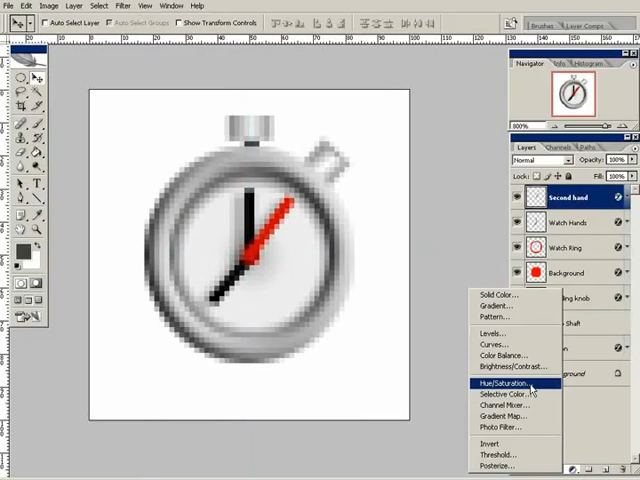 File Edit Image Layer Select Filter View Window Help
Auto Select Layer Auto Select Groups Show Transform Controls
Brushes Layer Comps
Navigator Info Histogram
800%
Layers Channels Paths
Normal Opacity: 100%
Lock: Fill: 100%
Second hand
Watch Hands
Watch Ring
Background
Solid Color...
Gradient...
Pattern...
Levels...
Curves...
Color Balance...
Brightness/Contrast...
Hue/Saturation...
Selective Color...
Channel Mixer...
Gradient Map...
Photo Filter...
Invert
Threshold...
Posterize...
ding knob
Shaft